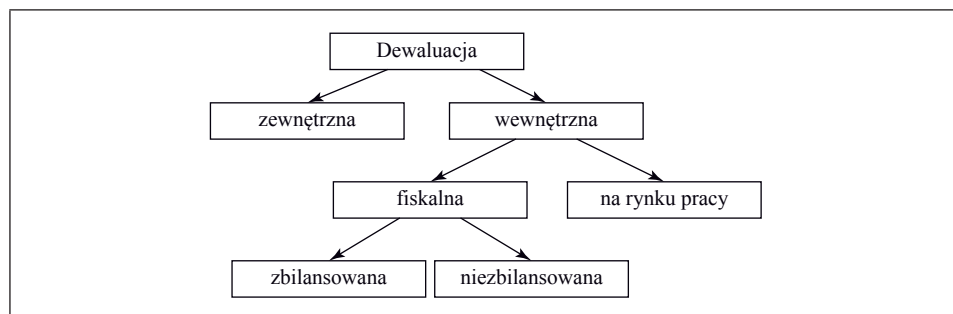 Dewaluacja
zewnętrzna
wewnętrzna
fiskalna
na rynku pracy
zbilansowana
niezbilansowana